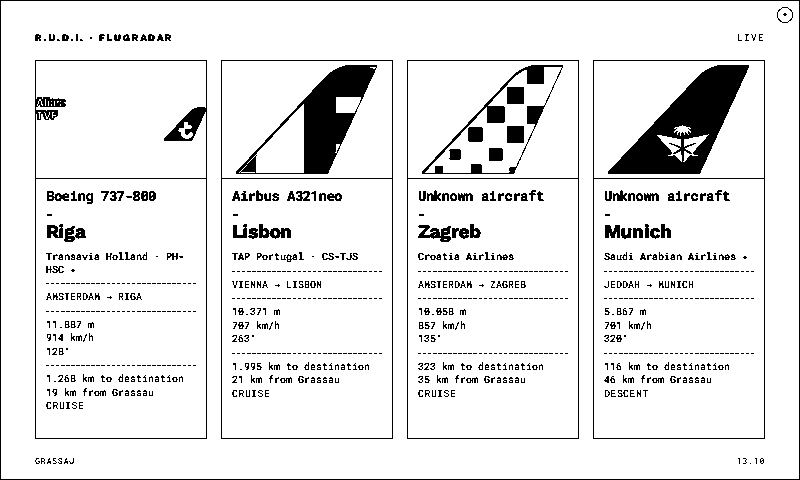 R.U.D.I. · FLUGRADAR
LIVE
TVF
t
Boeing 737-800
-
Riga
Transavia Holland · PH-
HSC ✦
AMSTERDAM → RIGA
11.887 m
914 km/h
128°
1.268 km to destination
19 km from Grassau
CRUISE
Airbus A321neo
-
Lisbon
TAP Portugal · CS-TJS
VIENNA → LISBON
10.371 m
707 km/h
263°
1.995 km to destination
21 km from Grassau
CRUISE
Unknown aircraft
-
Zagreb
Croatia Airlines
AMSTERDAM → ZAGREB
10.058 m
857 km/h
135°
323 km to destination
35 km from Grassau
CRUISE
Unknown aircraft
-
Munich
Saudi Arabian Airlines ✦
JEDDAH → MUNICH
5.867 m
701 km/h
320°
116 km to destination
46 km from Grassau
DESCENT
GRASSAU
13.10